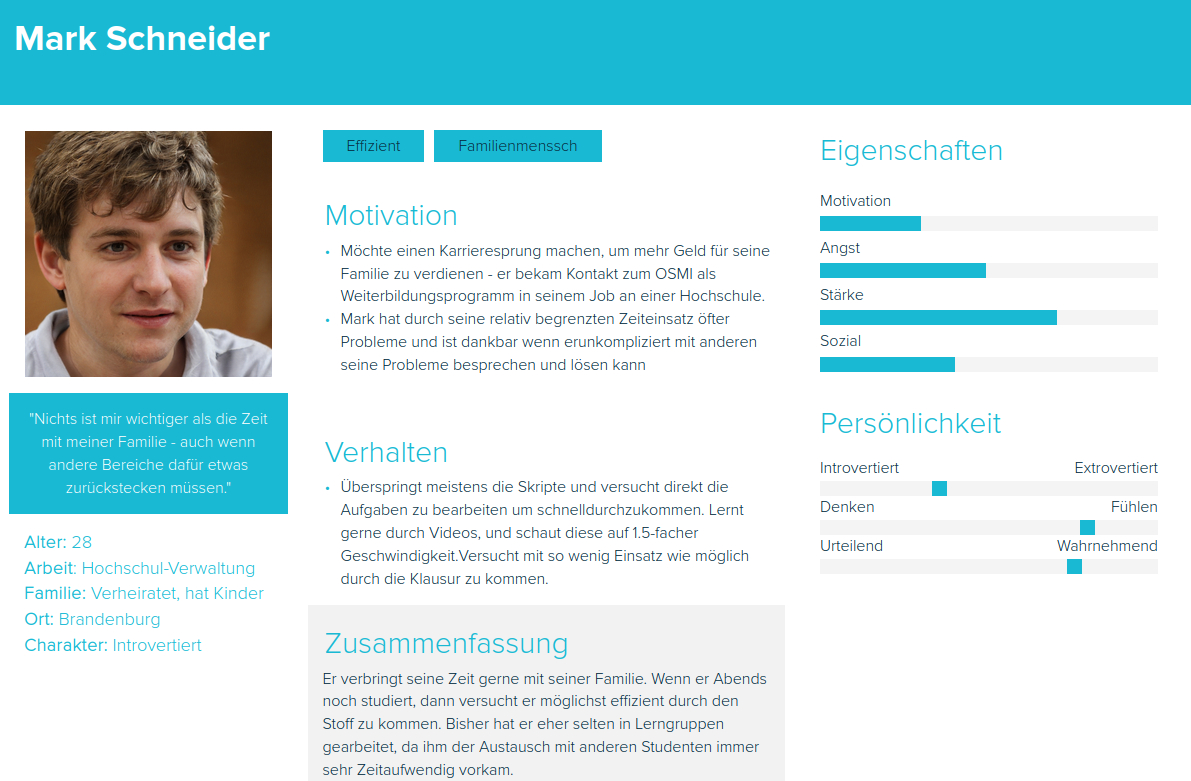 Mark Schneider
"Nichts ist mir wichtiger als die Zeit
mit meiner Familie - auch wenn
andere Bereiche dafür etwas
zurückstecken müssen."
Alter: 28
Arbeit: Hochschul-Verwaltung
Familie: Verheiratet, hat Kinder
Ort: Brandenburg
Charakter: Introvertiert
Effizient
Familienmenssch
Motivation
• Möchte einen Karrieresprung machen, um mehr Geld für seine
Familie zu verdienen - er bekam Kontakt zum OSMI als
Weiterbildungsprogramm in seinem Job an einer Hochschule.
• Mark hat durch seine relativ begrenzten Zeiteinsatz öfter
Probleme und ist dankbar wenn erunkompliziert mit anderen
seine Probleme besprechen und lösen kann
Verhalten
• Überspringt meistens die Skripte und versucht direkt die
Aufgaben zu bearbeiten um schnelldurchzukommen. Lernt
gerne durch Videos, und schaut diese auf 1.5-facher
Geschwindigkeit.Versucht mit so wenig Einsatz wie möglich
durch die Klausur zu kommen.
Zusammenfassung
Er verbringt seine Zeit gerne mit seiner Familie. Wenn er Abends
noch studiert, dann versucht er möglichst effizient durch den
Stoff zu kommen. Bisher hat er eher selten in Lerngruppen
gearbeitet, da ihm der Austausch mit anderen Studenten immer
sehr Zeitaufwendig vorkam.
Eigenschaften
Motivation
Angst
Stärke
Sozial
Persönlichkeit
Introvertiert Extrovertiert
Denken Fühlen
Urteilend Wahrnehmend